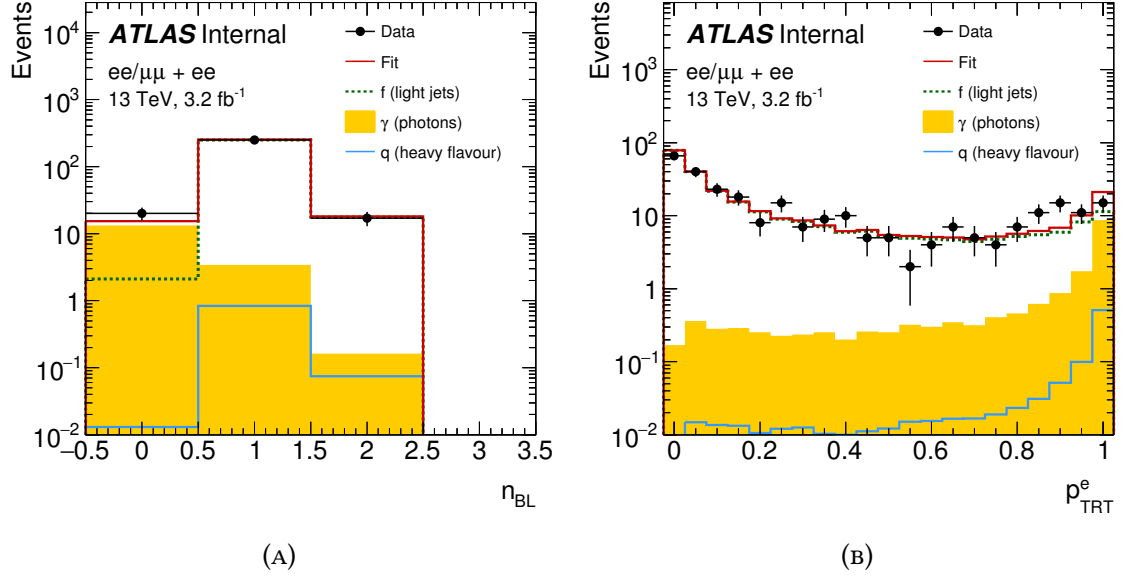 Events
10⁴
10³
10²
10
1
10⁻¹
10⁻²
ATLAS Internal
ee/μμ + ee
13 TeV, 3.2 fb⁻¹
Data
Fit
f (light jets)
γ (photons)
q (heavy flavour)
−0.5 0 0.5 1 1.5 2 2.5 3 3.5
n_BL
(A)
Events
10³
10²
10
1
10⁻¹
10⁻²
ATLAS Internal
ee/μμ + ee
13 TeV, 3.2 fb⁻¹
Data
Fit
f (light jets)
γ (photons)
q (heavy flavour)
0 0.2 0.4 0.6 0.8 1
p^e_TRT
(B)